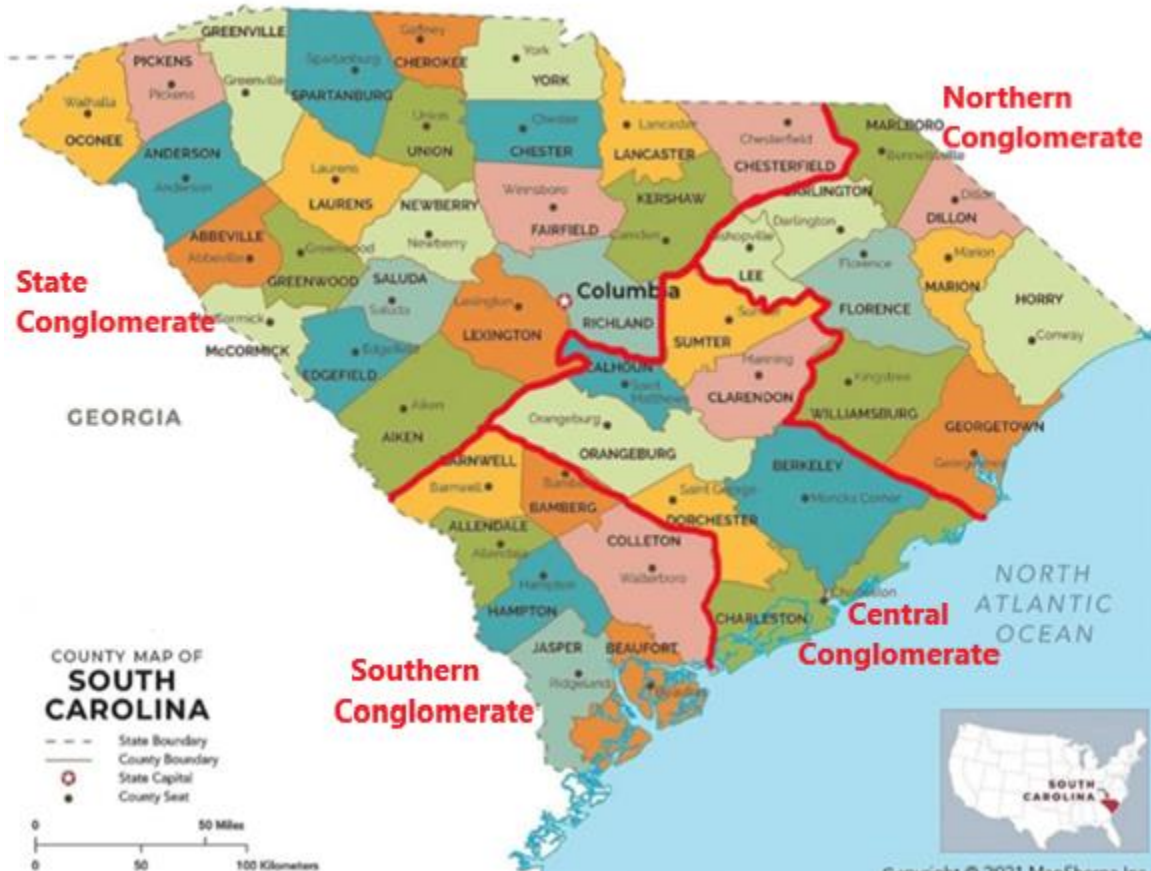 GREENVILLE
Gaffney
PICKENS
Spartanburg
CHEROKEE
York
Northern
Conglomerate
Walhalla
Pickens
Greenville
SPARTANBURG
YORK
OCONEE
Union
Chester
Lancaster
Chesterfield
MARLBORO
ANDERSON
UNION
CHESTER
LANCASTER
CHESTERFIELD
Bennettsville
Anderson
Laurens
Winnsboro
KERSHAW
DARLINGTON
Dillon
LAURENS
NEWBERRY
FAIRFIELD
Darlington
DILLON
ABBEVILLE
Greenwood
Newberry
Camden
Bishopville
Marion
Abbeville
GREENWOOD
SALUDA
LEE
Florence
MARION
State
Conglomerate
Saluda
Lexington
Columbia
FLORENCE
HORRY
McCormick
RICHLAND
Sumter
McCORMICK
Edgefield
LEXINGTON
SUMTER
Conway
EDGEFIELD
CALHOUN
Manning
Saint
Matthews
CLARENDON
Kingstree
GEORGIA
Aiken
Orangeburg
WILLIAMSBURG
AIKEN
ORANGEBURG
GEORGETOWN
BARNWELL
BERKELEY
Georgetown
Barnwell
Bamberg
Saint George
Moncks Corner
BAMBERG
DORCHESTER
ALLENDALE
COLLETON
Allendale
Walterboro
NORTH
ATLANTIC
OCEAN
Hampton
Charleston
HAMPTON
CHARLESTON
Central
Conglomerate
JASPER
BEAUFORT
Southern
Conglomerate
Ridgeland
Beaufort
COUNTY MAP OF
SOUTH
CAROLINA
State Boundary
County Boundary
State Capital
County Seat
0 50 Miles
0 50 100 Kilometers
SOUTH
CAROLINA